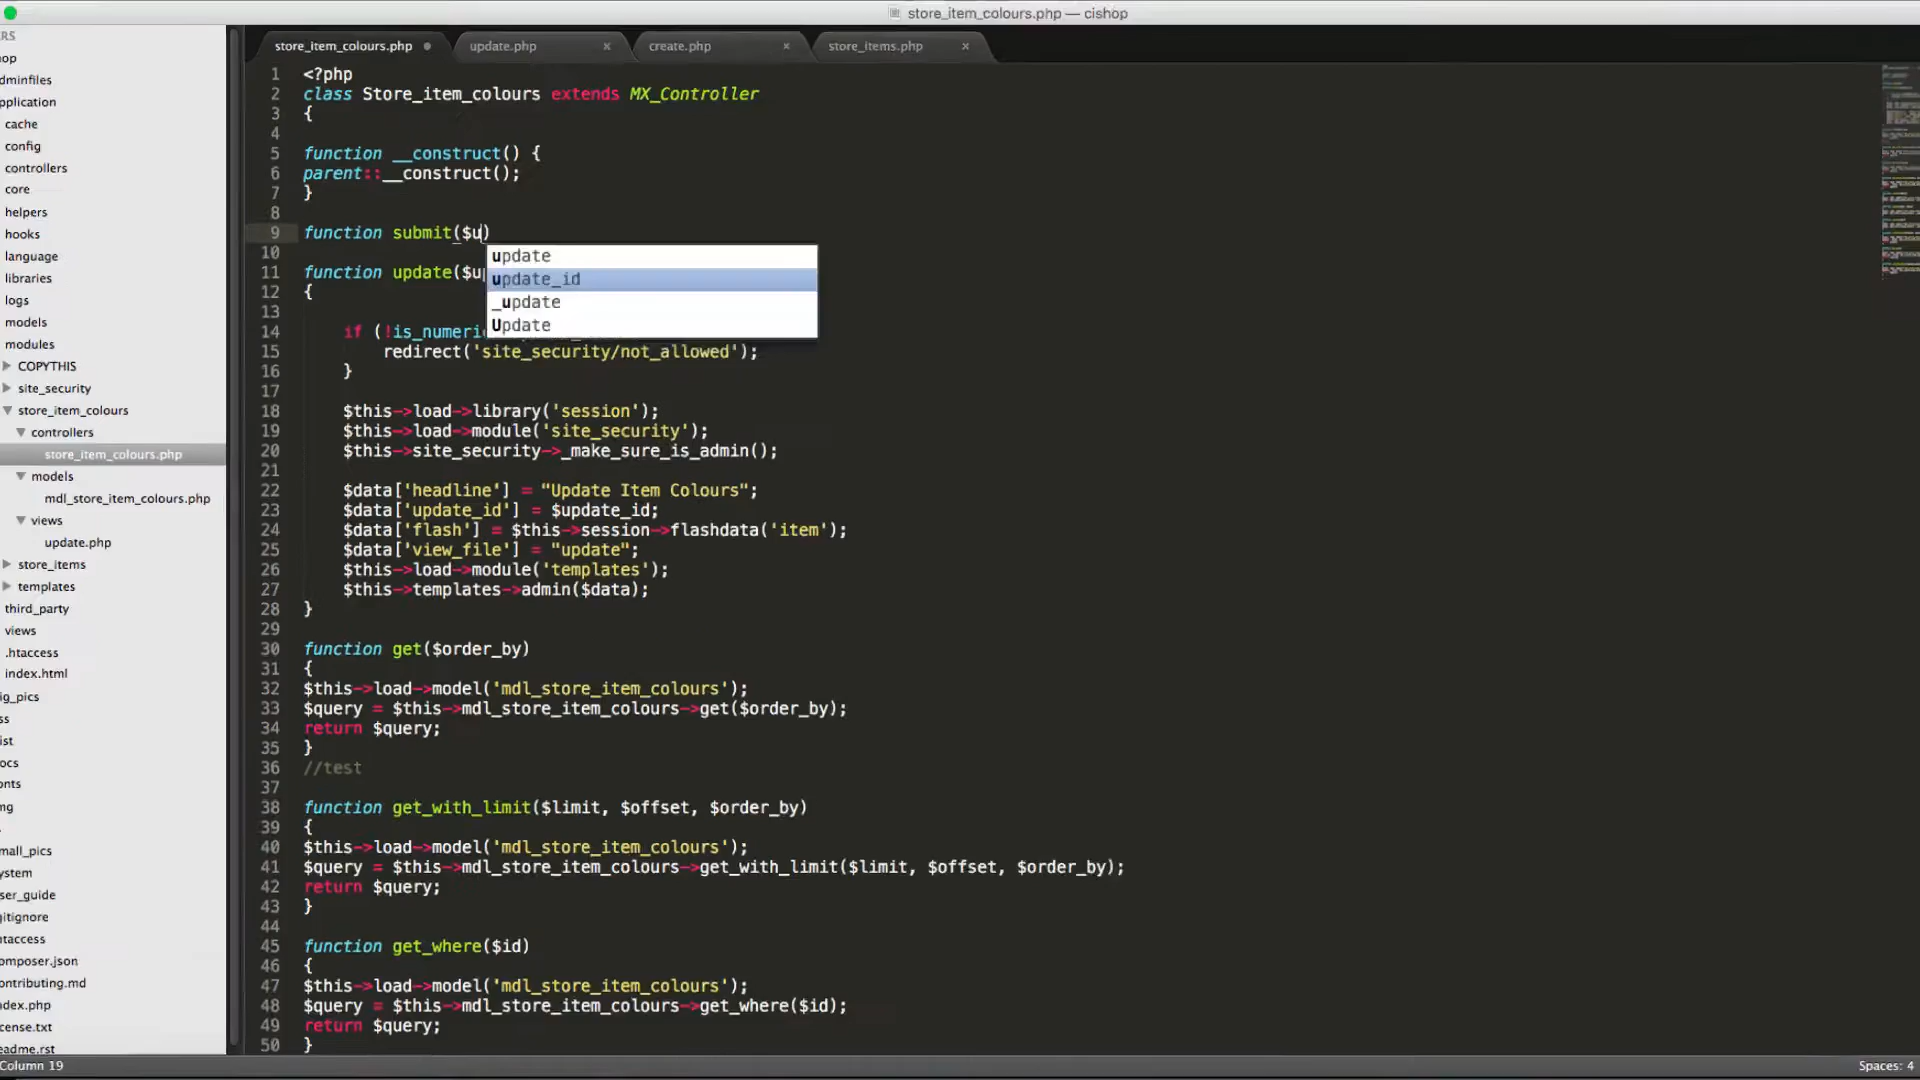 store_item_colours.php — cishop
store_item_colours.php
update.php ×
create.php ×
store_items.php ×
RS
op
dminfiles
pplication
cache
config
controllers
core
helpers
hooks
language
libraries
logs
models
modules
COPYTHIS
site_security
store_item_colours
controllers
store_item_colours.php
models
mdl_store_item_colours.php
views
update.php
store_items
templates
third_party
views
.htaccess
index.html
ig_pics
ss
ist
ocs
onts
mg
mall_pics
ystem
ser_guide
gitignore
taccess
omposer.json
ontributing.md
ndex.php
cense.txt
eadme.rst
1 <?php
2 class Store_item_colours extends MX_Controller
3 {
4
5 function __construct() {
6 parent::__construct();
7 }
8
9 function submit($u)
10
11 function update($up
12 {
13
14 if (!is_numeri
15 redirect('site_security/not_allowed');
16 }
17
18 $this->load->library('session');
19 $this->load->module('site_security');
20 $this->site_security->_make_sure_is_admin();
21
22 $data['headline'] = "Update Item Colours";
23 $data['update_id'] = $update_id;
24 $data['flash'] = $this->session->flashdata('item');
25 $data['view_file'] = "update";
26 $this->load->module('templates');
27 $this->templates->admin($data);
28 }
29
30 function get($order_by)
31 {
32 $this->load->model('mdl_store_item_colours');
33 $query = $this->mdl_store_item_colours->get($order_by);
34 return $query;
35 }
36 //test
37
38 function get_with_limit($limit, $offset, $order_by)
39 {
40 $this->load->model('mdl_store_item_colours');
41 $query = $this->mdl_store_item_colours->get_with_limit($limit, $offset, $order_by);
42 return $query;
43 }
44
45 function get_where($id)
46 {
47 $this->load->model('mdl_store_item_colours');
48 $query = $this->mdl_store_item_colours->get_where($id);
49 return $query;
50 }
update
update_id
_update
Update
Column 19
Spaces: 4